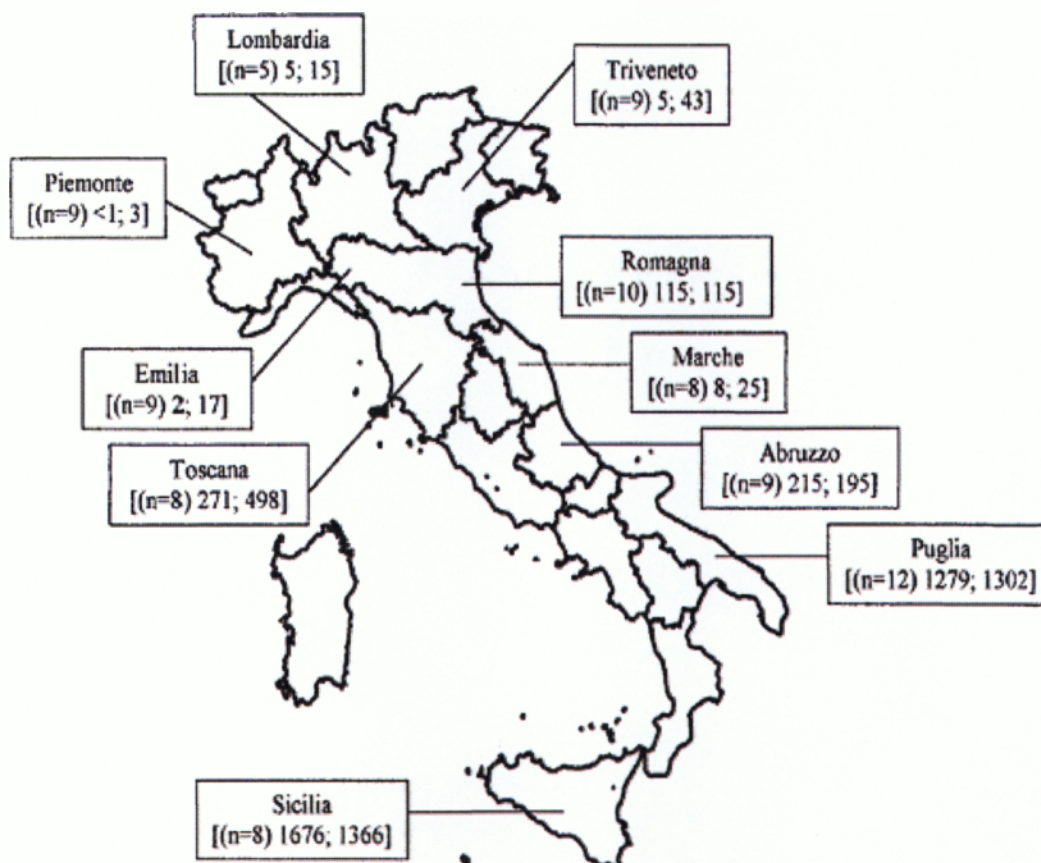 Lombardia
[(n=5) 5; 15]
Triveneto
[(n=9) 5; 43]
Piemonte
[(n=9) <1; 3]
Romagna
[(n=10) 115; 115]
Marche
[(n=8) 8; 25]
Emilia
[(n=9) 2; 17]
Abruzzo
[(n=9) 215; 195]
Toscana
[(n=8) 271; 498]
Puglia
[(n=12) 1279; 1302]
Sicilia
[(n=8) 1676; 1366]